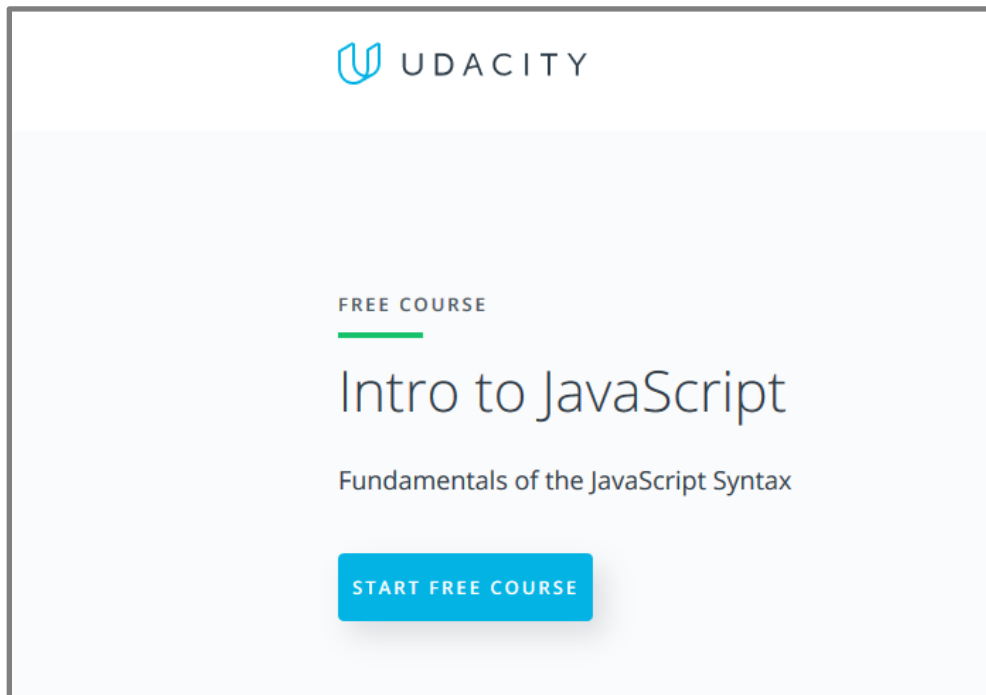 UDACITY
FREE COURSE
Intro to JavaScript
Fundamentals of the JavaScript Syntax
START FREE COURSE